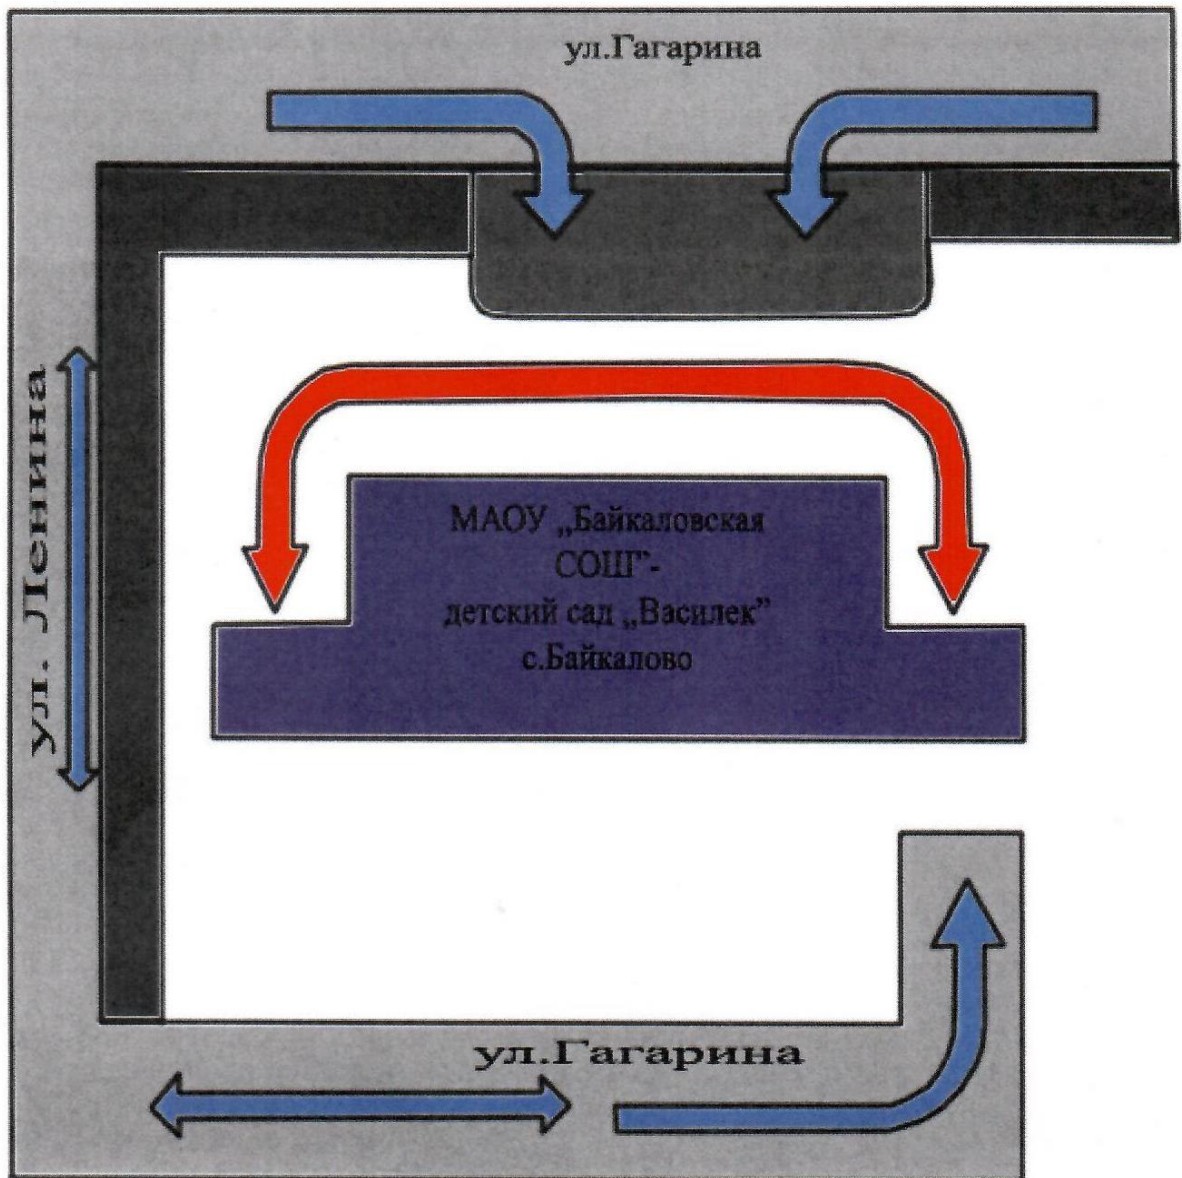 ул.Гагарина
ул. Ленина
МАОУ „Байкаловская
СОШ”-
детский сад „Василек”
с.Байкалово
ул.Гагарина